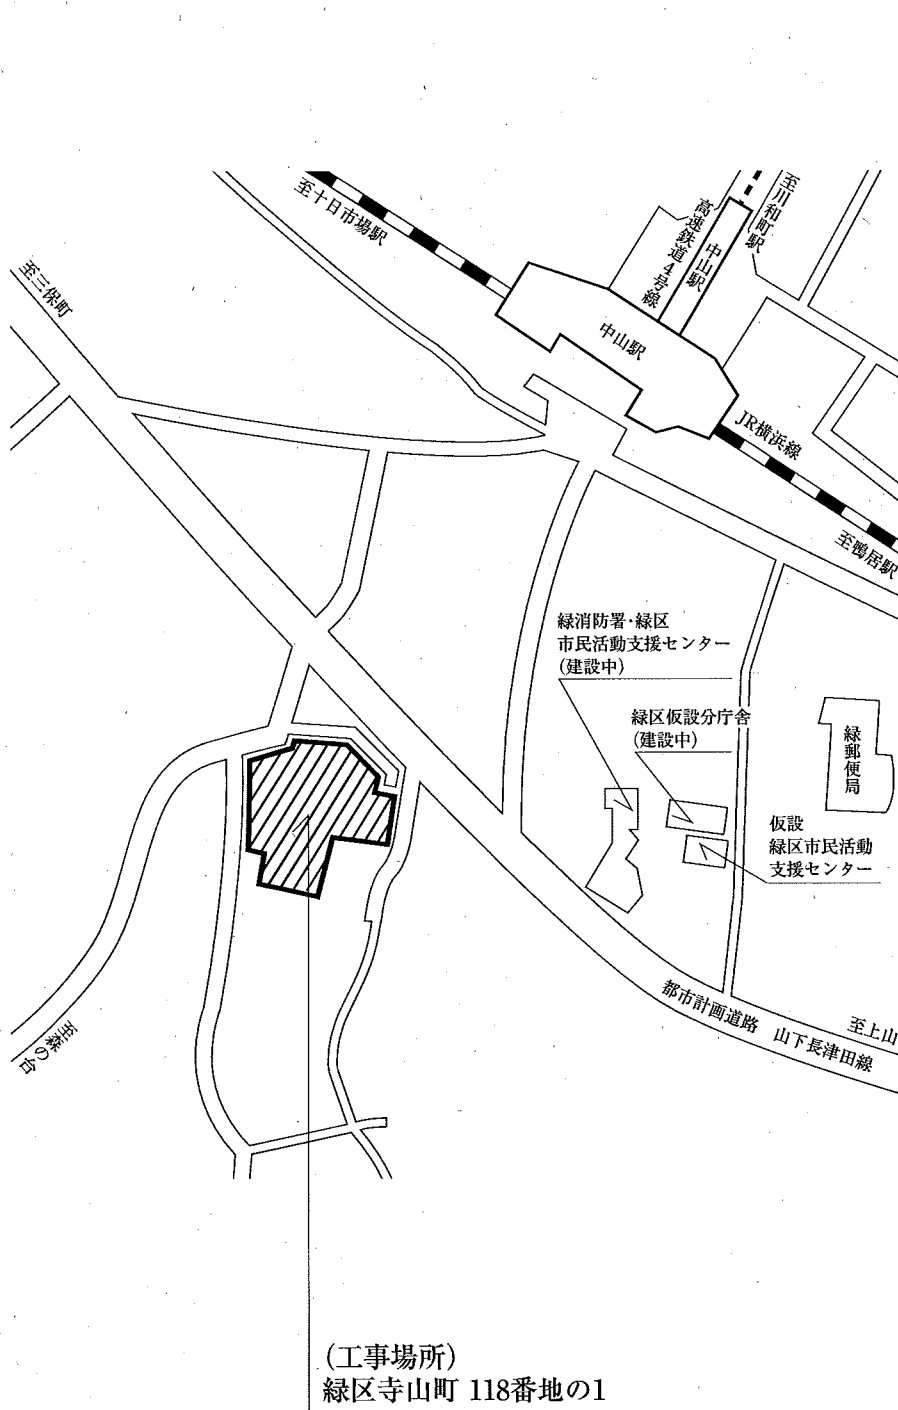 至十日市場駅
至川和町駅
高速鉄道4号線
中山駅
至三保町
中山駅
JR横浜線
至鴨居駅
緑消防署・緑区
市民活動支援センター
(建設中)
緑区仮設分庁舎
(建設中)
緑郵便局
仮設
緑区市民活動
支援センター
都市計画道路 山下長津田線
至上山
至森の台
(工事場所)
緑区寺山町 118番地の1